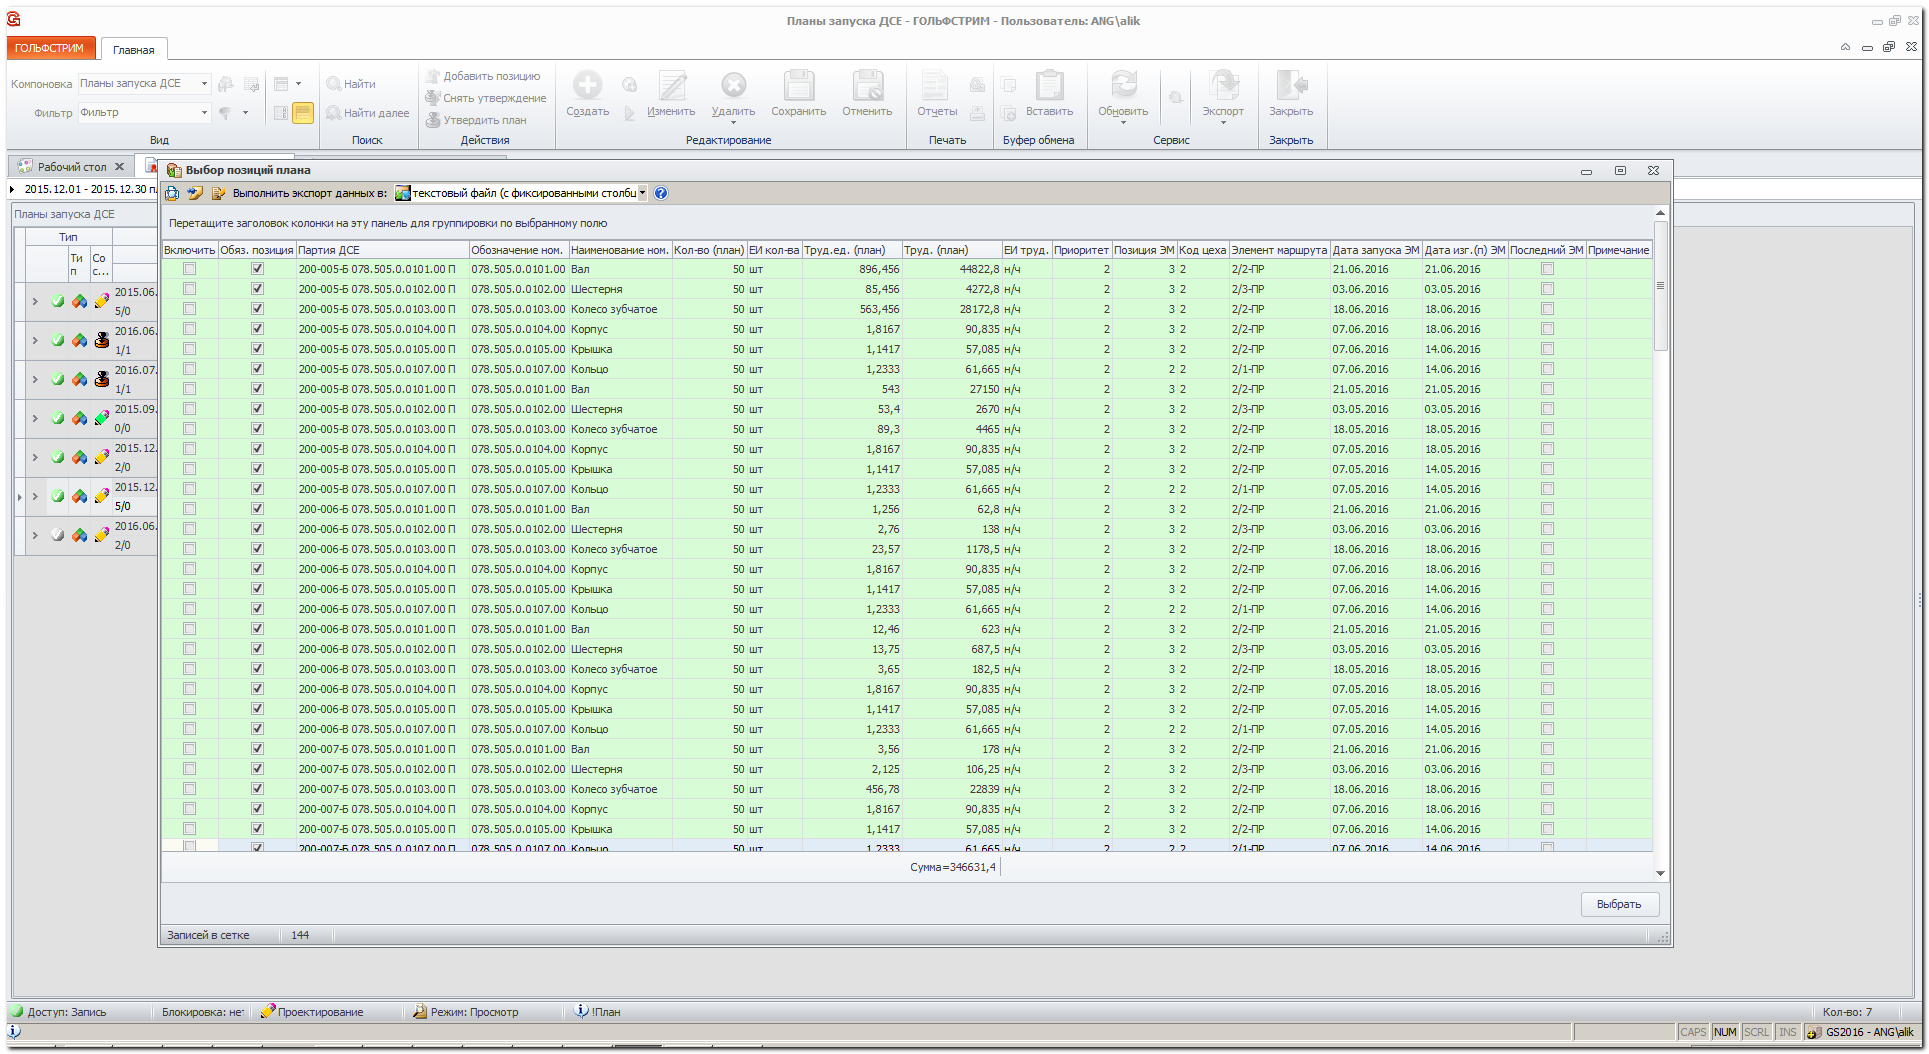 Планы запуска ДСЕ - ГОЛЬФСТРИМ - Пользователь: ANG\alik
ГОЛЬФСТРИМ Главная
Компоновка Планы запуска ДСЕ
Фильтр Фильтр
Вид
Найти
Найти далее
Поиск
Добавить позицию
Снять утверждение
Утвердить план
Действия
Создать Изменить Удалить Сохранить Отменить
Редактирование
Отчеты
Печать
Вставить
Буфер обмена
Обновить Экспорт
Сервис
Закрыть
Закрыть
Рабочий стол
2015.12.01 - 2015.12.30
Планы запуска ДСЕ
Тип
Ти п
Со с...
2015.06.
5/0
2016.06.
1/1
2016.07.
1/1
2015.09.
0/0
2015.12.
2/0
2015.12.
5/0
2016.06.
2/0
Выбор позиций плана
Выполнить экспорт данных в: текстовый файл (с фиксированными столбц
Перетащите заголовок колонки на эту панель для группировки по выбранному полю
Включить Обяз. позиция Партия ДСЕ Обозначение ном. Наименование ном. Кол-во (план) ЕИ кол-ва Труд.ед. (план) Труд. (план) ЕИ труд. Приоритет Позиция ЭМ Код цеха Элемент маршрута Дата запуска ЭМ Дата изг.(п) ЭМ Последний ЭМ Примечание
200-005-Б 078.505.0.0101.00 П 078.505.0.0101.00 Вал 50 шт 896,456 44822,8 н/ч 2 3 2 2/2-ПР 21.06.2016 21.06.2016
200-005-Б 078.505.0.0102.00 П 078.505.0.0102.00 Шестерня 50 шт 85,456 4272,8 н/ч 2 3 2 2/3-ПР 03.06.2016 03.05.2016
200-005-Б 078.505.0.0103.00 П 078.505.0.0103.00 Колесо зубчатое 50 шт 563,456 28172,8 н/ч 2 3 2 2/2-ПР 18.06.2016 18.06.2016
200-005-Б 078.505.0.0104.00 П 078.505.0.0104.00 Корпус 50 шт 1,8167 90,835 н/ч 2 3 2 2/2-ПР 07.06.2016 18.06.2016
200-005-Б 078.505.0.0105.00 П 078.505.0.0105.00 Крышка 50 шт 1,1417 57,085 н/ч 2 3 2 2/2-ПР 07.06.2016 14.06.2016
200-005-Б 078.505.0.0107.00 П 078.505.0.0107.00 Кольцо 50 шт 1,2333 61,665 н/ч 2 2 2 2/1-ПР 07.06.2016 14.06.2016
200-005-В 078.505.0.0101.00 П 078.505.0.0101.00 Вал 50 шт 543 27150 н/ч 2 3 2 2/2-ПР 21.05.2016 21.05.2016
200-005-В 078.505.0.0102.00 П 078.505.0.0102.00 Шестерня 50 шт 53,4 2670 н/ч 2 3 2 2/3-ПР 03.05.2016 03.05.2016
200-005-В 078.505.0.0103.00 П 078.505.0.0103.00 Колесо зубчатое 50 шт 89,3 4465 н/ч 2 3 2 2/2-ПР 18.05.2016 18.05.2016
200-005-В 078.505.0.0104.00 П 078.505.0.0104.00 Корпус 50 шт 1,8167 90,835 н/ч 2 3 2 2/2-ПР 07.05.2016 18.05.2016
200-005-В 078.505.0.0105.00 П 078.505.0.0105.00 Крышка 50 шт 1,1417 57,085 н/ч 2 3 2 2/2-ПР 07.05.2016 14.05.2016
200-005-В 078.505.0.0107.00 П 078.505.0.0107.00 Кольцо 50 шт 1,2333 61,665 н/ч 2 2 2 2/1-ПР 07.05.2016 14.05.2016
200-006-Б 078.505.0.0101.00 П 078.505.0.0101.00 Вал 50 шт 1,256 62,8 н/ч 2 3 2 2/2-ПР 21.06.2016 21.06.2016
200-006-Б 078.505.0.0102.00 П 078.505.0.0102.00 Шестерня 50 шт 2,76 138 н/ч 2 3 2 2/3-ПР 03.06.2016 03.06.2016
200-006-Б 078.505.0.0103.00 П 078.505.0.0103.00 Колесо зубчатое 50 шт 23,57 1178,5 н/ч 2 3 2 2/2-ПР 18.06.2016 18.06.2016
200-006-Б 078.505.0.0104.00 П 078.505.0.0104.00 Корпус 50 шт 1,8167 90,835 н/ч 2 3 2 2/2-ПР 07.06.2016 18.06.2016
200-006-Б 078.505.0.0105.00 П 078.505.0.0105.00 Крышка 50 шт 1,1417 57,085 н/ч 2 3 2 2/2-ПР 07.06.2016 14.06.2016
200-006-Б 078.505.0.0107.00 П 078.505.0.0107.00 Кольцо 50 шт 1,2333 61,665 н/ч 2 2 2 2/1-ПР 07.06.2016 14.06.2016
200-006-В 078.505.0.0101.00 П 078.505.0.0101.00 Вал 50 шт 12,46 623 н/ч 2 3 2 2/2-ПР 21.05.2016 21.05.2016
200-006-В 078.505.0.0102.00 П 078.505.0.0102.00 Шестерня 50 шт 13,75 687,5 н/ч 2 3 2 2/3-ПР 03.05.2016 03.05.2016
200-006-В 078.505.0.0103.00 П 078.505.0.0103.00 Колесо зубчатое 50 шт 3,65 182,5 н/ч 2 3 2 2/2-ПР 18.05.2016 18.05.2016
200-006-В 078.505.0.0104.00 П 078.505.0.0104.00 Корпус 50 шт 1,8167 90,835 н/ч 2 3 2 2/2-ПР 07.05.2016 18.05.2016
200-006-В 078.505.0.0105.00 П 078.505.0.0105.00 Крышка 50 шт 1,1417 57,085 н/ч 2 3 2 2/2-ПР 07.05.2016 14.05.2016
200-006-В 078.505.0.0107.00 П 078.505.0.0107.00 Кольцо 50 шт 1,2333 61,665 н/ч 2 2 2 2/1-ПР 07.05.2016 14.05.2016
200-007-Б 078.505.0.0101.00 П 078.505.0.0101.00 Вал 50 шт 3,56 178 н/ч 2 3 2 2/2-ПР 21.06.2016 21.06.2016
200-007-Б 078.505.0.0102.00 П 078.505.0.0102.00 Шестерня 50 шт 2,125 106,25 н/ч 2 3 2 2/3-ПР 03.06.2016 03.06.2016
200-007-Б 078.505.0.0103.00 П 078.505.0.0103.00 Колесо зубчатое 50 шт 456,78 22839 н/ч 2 3 2 2/2-ПР 18.06.2016 18.06.2016
200-007-Б 078.505.0.0104.00 П 078.505.0.0104.00 Корпус 50 шт 1,8167 90,835 н/ч 2 3 2 2/2-ПР 07.06.2016 18.06.2016
200-007-Б 078.505.0.0105.00 П 078.505.0.0105.00 Крышка 50 шт 1,1417 57,085 н/ч 2 3 2 2/2-ПР 07.06.2016 14.06.2016
200-007-Б 078.505.0.0107.00 П 078.505.0.0107.00 Кольцо 50 шт 1,2333 61,665 н/ч 2 2 2 2/1-ПР 07.06.2016 14.06.2016
Сумма=346631,4
Выбрать
Записей в сетке 144
Доступ: Запись Блокировка: нет Проектирование Режим: Просмотр !План Кол-во: 7
CAPS NUM SCRL INS GS2016 - ANG\alik